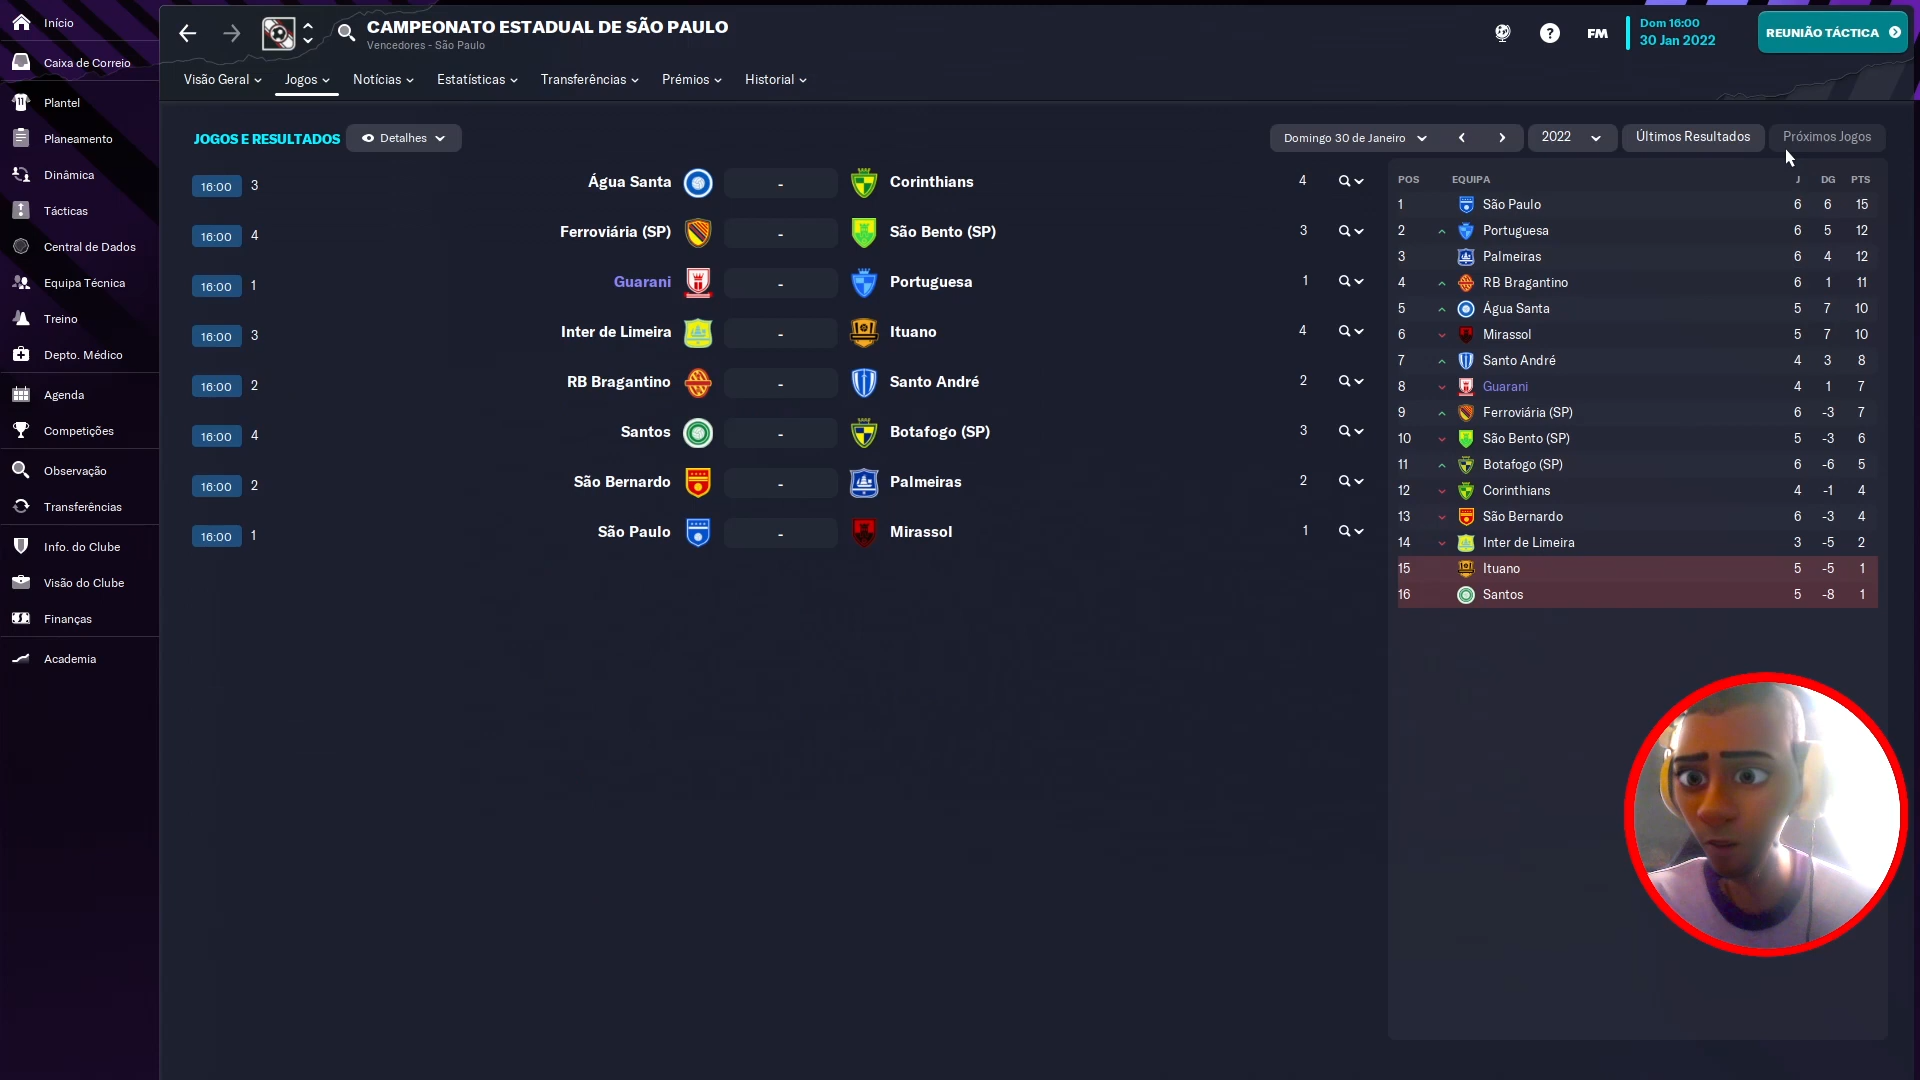 Início
Caixa de Correio
Plantel
Planeamento
Dinâmica
Tácticas
Central de Dados
Equipa Técnica
Treino
Depto. Médico
Agenda
Competições
Observação
Transferências
Info. do Clube
Visão do Clube
Finanças
Academia
CAMPEONATO ESTADUAL DE SÃO PAULO
Vencedores - São Paulo
FM
Dom 16:00
30 Jan 2022
REUNIÃO TÁCTICA
Visão Geral Jogos Notícias Estatísticas Transferências Prémios Historial
JOGOS E RESULTADOS Detalhes
Domingo 30 de Janeiro 2022 Últimos Resultados Próximos Jogos
16:00 3 Água Santa - Corinthians 4
16:00 4 Ferroviária (SP) - São Bento (SP) 3
16:00 1 Guarani - Portuguesa 1
16:00 3 Inter de Limeira - Ituano 4
16:00 2 RB Bragantino - Santo André 2
16:00 4 Santos - Botafogo (SP) 3
16:00 2 São Bernardo - Palmeiras 2
16:00 1 São Paulo - Mirassol 1
POS EQUIPA J DG PTS
1 São Paulo 6 6 15
2 Portuguesa 6 5 12
3 Palmeiras 6 4 12
4 RB Bragantino 6 1 11
5 Água Santa 5 7 10
6 Mirassol 5 7 10
7 Santo André 4 3 8
8 Guarani 4 1 7
9 Ferroviária (SP) 6 -3 7
10 São Bento (SP) 5 -3 6
11 Botafogo (SP) 6 -6 5
12 Corinthians 4 -1 4
13 São Bernardo 6 -3 4
14 Inter de Limeira 3 -5 2
15 Ituano 5 -5 1
16 Santos 5 -8 1